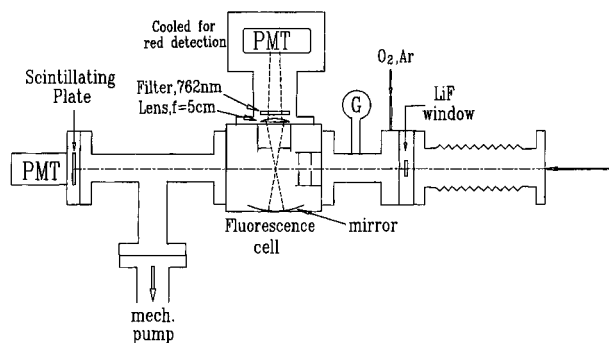 Cooled for
red detection
PMT
Scintillating
Plate
Filter,762nm
Lens,f=5cm
O₂,Ar
G
LiF
window
PMT
Fluorescence
cell
mirror
mech.
pump